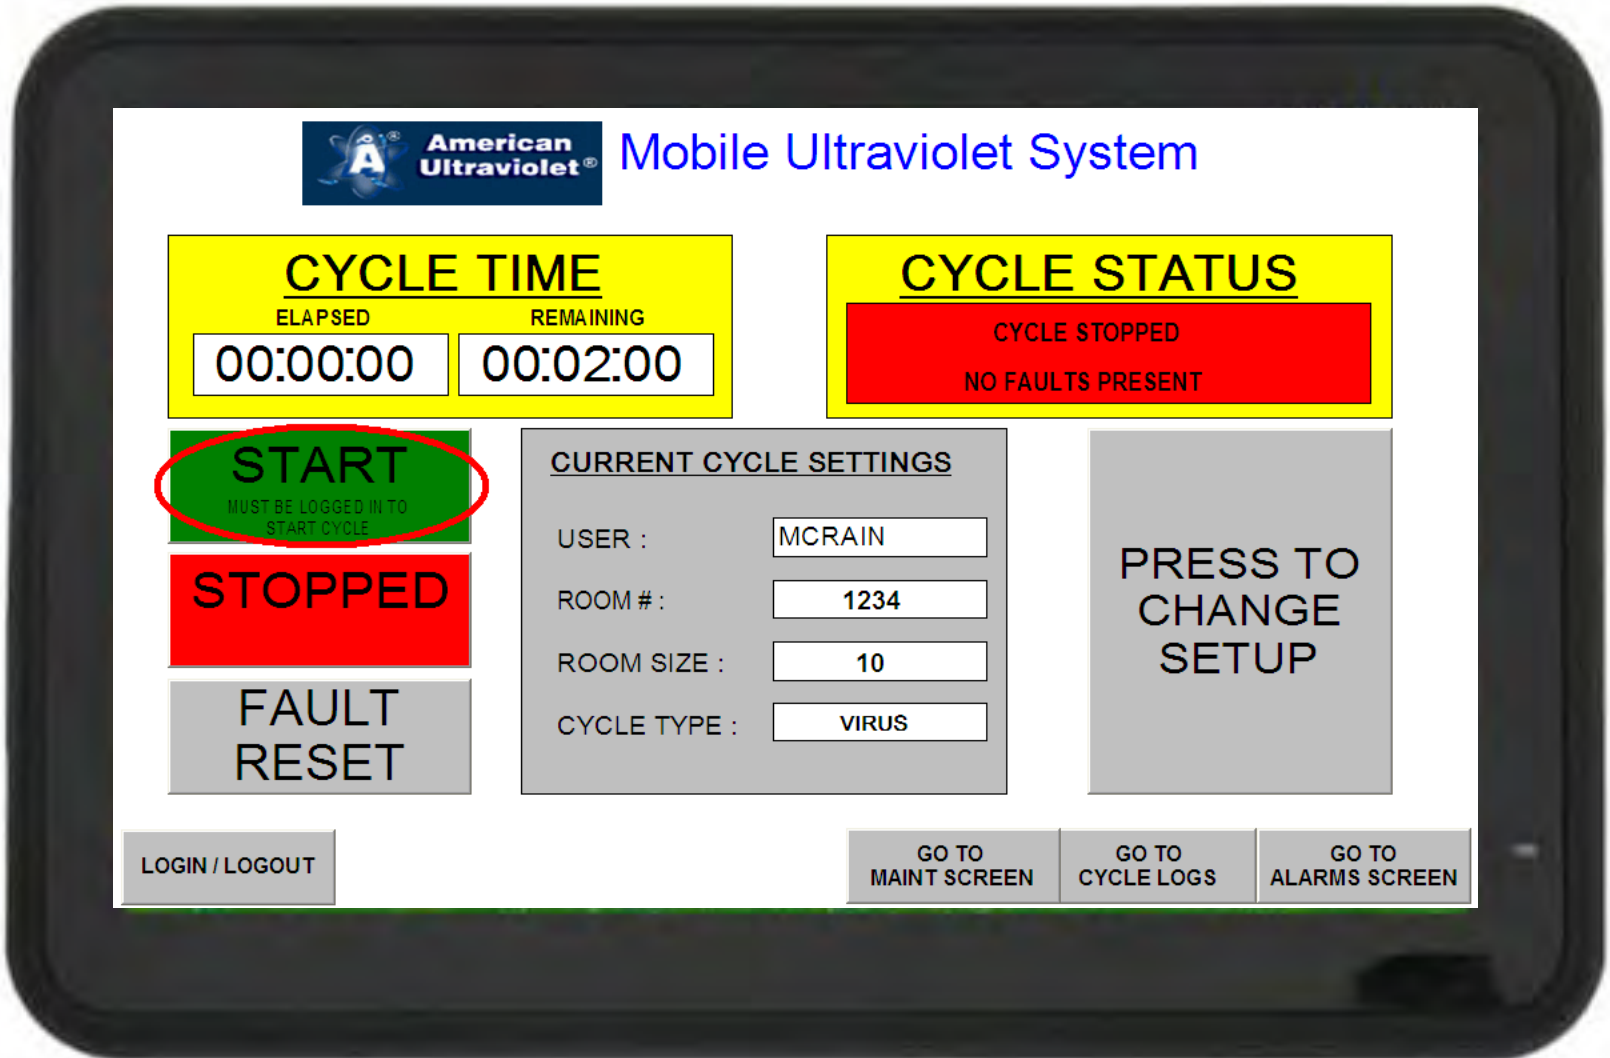 American
Ultraviolet®
Mobile Ultraviolet System
CYCLE TIME
ELAPSED
REMAINING
00:00:00
00:02:00
CYCLE STATUS
CYCLE STOPPED
NO FAULTS PRESENT
START
MUST BE LOGGED IN TO
START CYCLE
STOPPED
FAULT
RESET
CURRENT CYCLE SETTINGS
USER : MCRAIN
ROOM # : 1234
ROOM SIZE : 10
CYCLE TYPE : VIRUS
PRESS TO
CHANGE
SETUP
LOGIN / LOGOUT
GO TO
MAINT SCREEN
GO TO
CYCLE LOGS
GO TO
ALARMS SCREEN